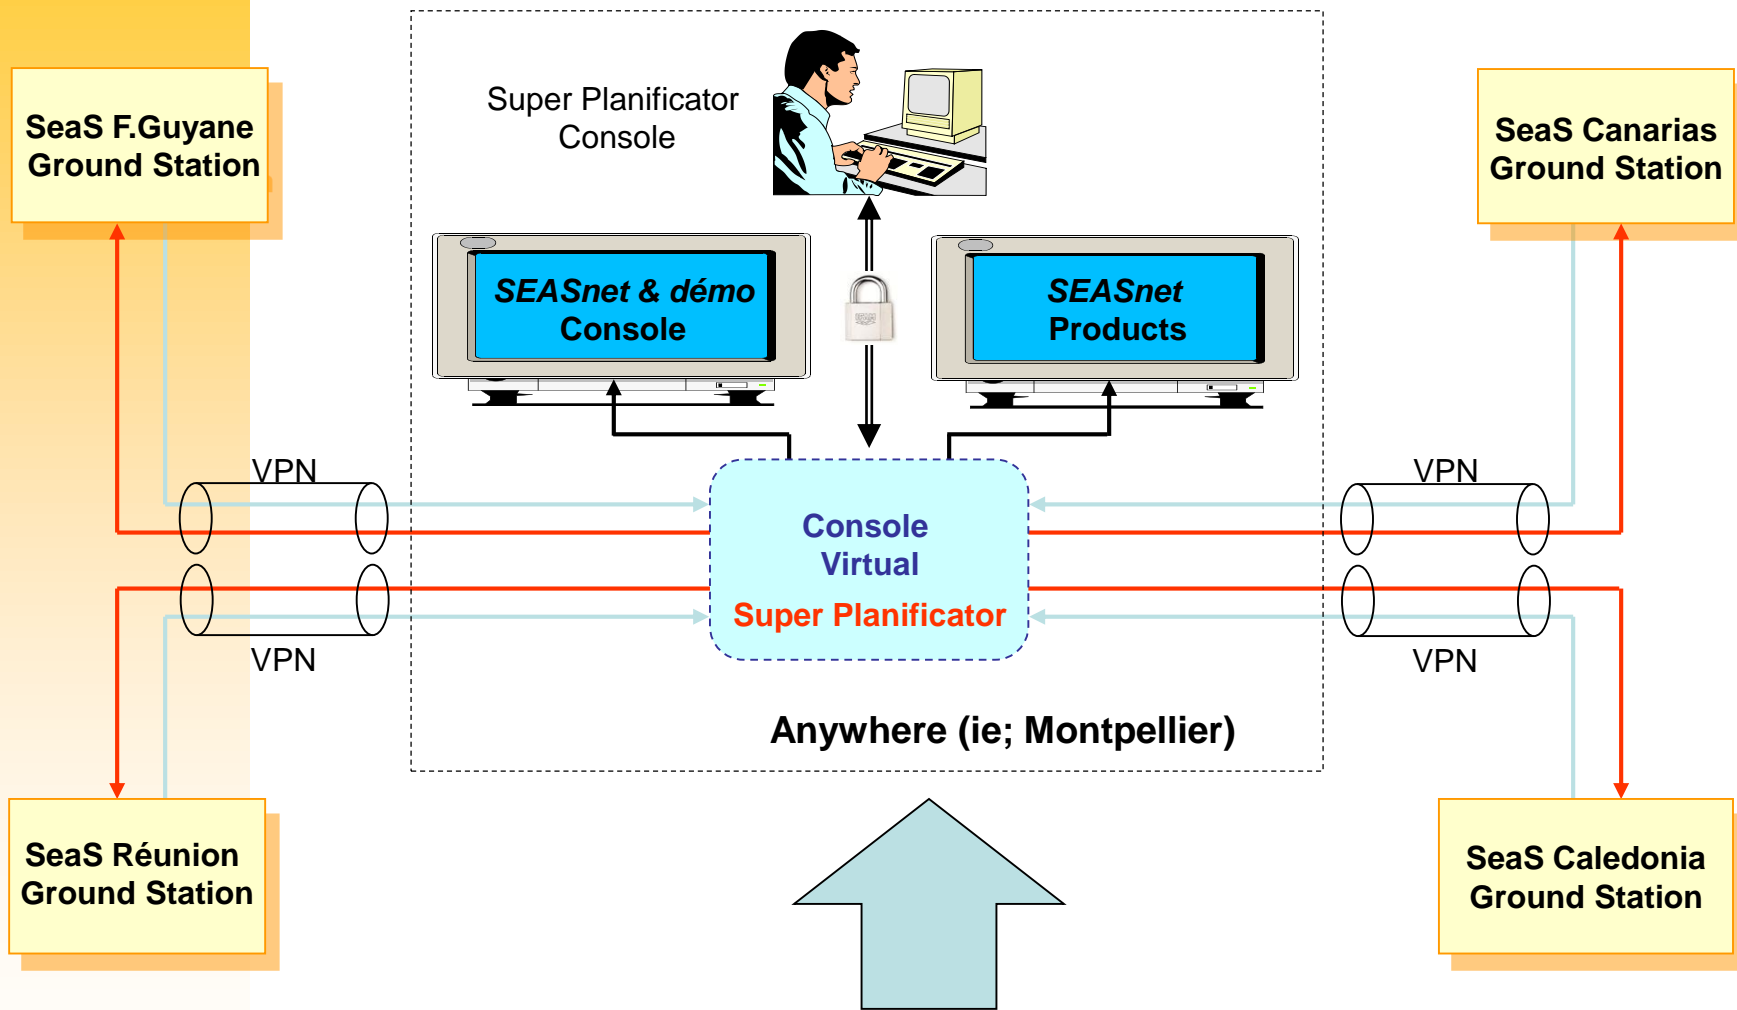 SeaS F.Guyane
Ground Station
Super Planificator
Console
SeaS Canarias
Ground Station
SEASnet & démo
Console
SEASnet
Products
VPN
VPN
Console
Virtual
Super Planificator
VPN
VPN
Anywhere (ie; Montpellier)
SeaS Réunion
Ground Station
SeaS Caledonia
Ground Station